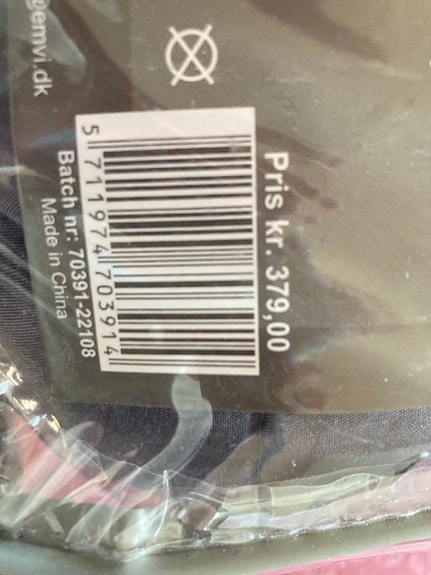 Pris kr. 379,00
5 711974 703914
Batch nr: 70391-22108
Made in China
@emvi.dk